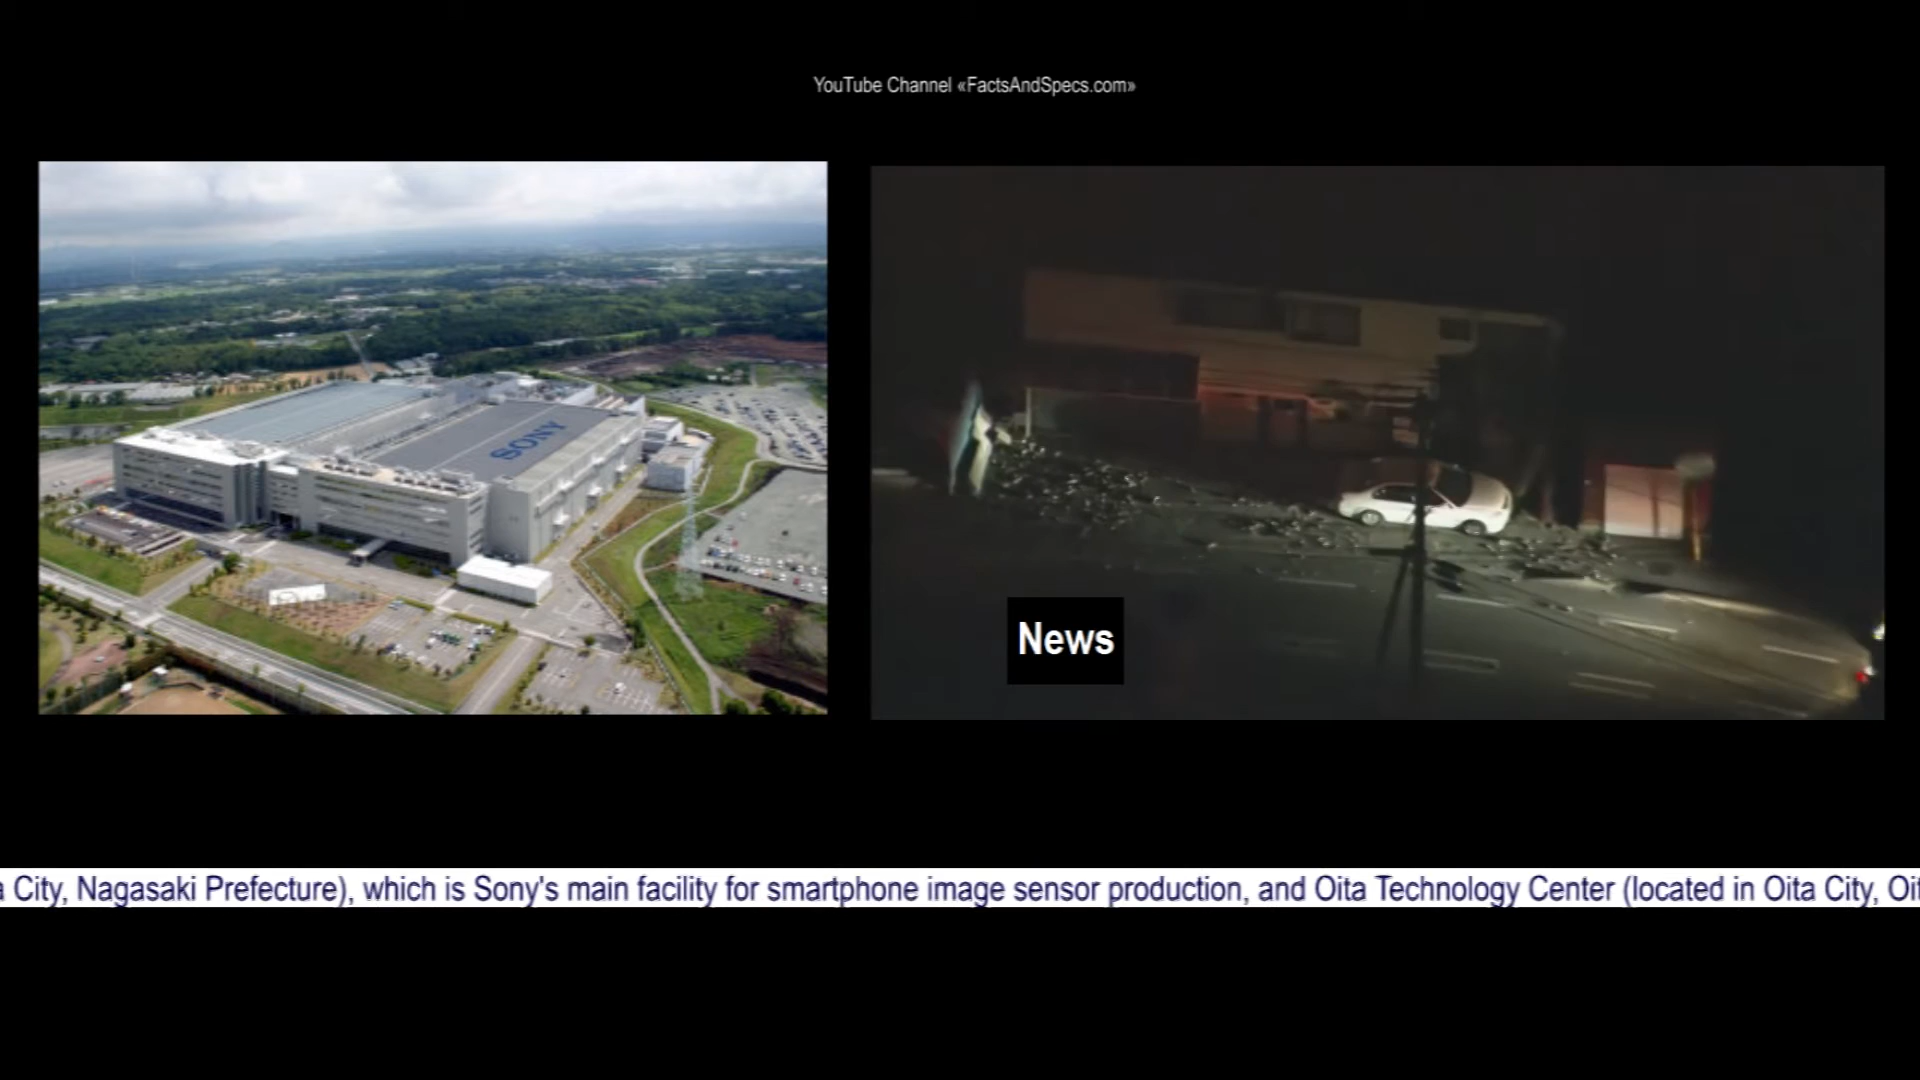 YouTube Channel «FactsAndSpecs.com»
SONY
News
City, Nagasaki Prefecture), which is Sony's main facility for smartphone image sensor production, and Oita Technology Center (located in Oita City,